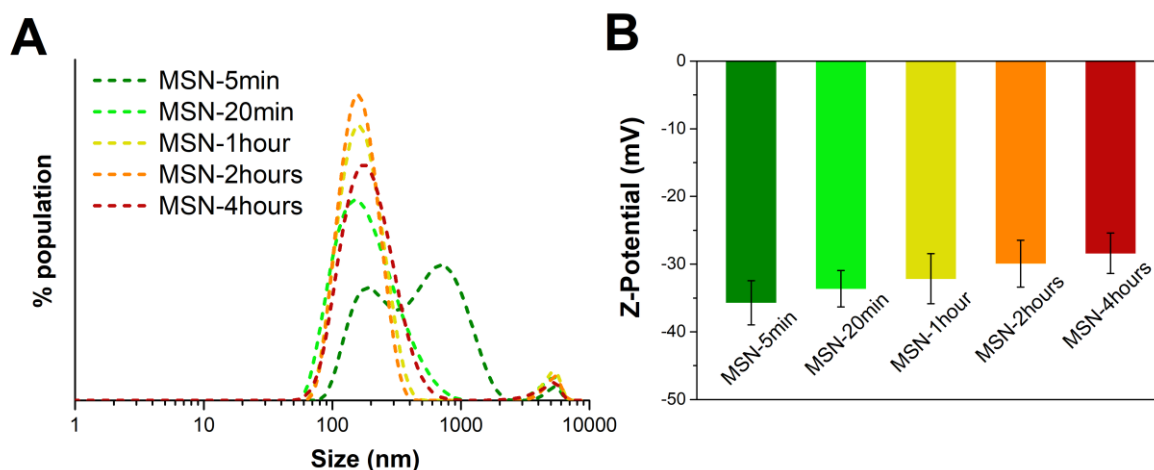 A
MSN-5min
MSN-20min
MSN-1hour
MSN-2hours
MSN-4hours
% population
1
10
100
1000
10000
Size (nm)
B
0
-10
-20
-30
-40
-50
Z-Potential (mV)
MSN-5min
MSN-20min
MSN-1hour
MSN-2hours
MSN-4hours